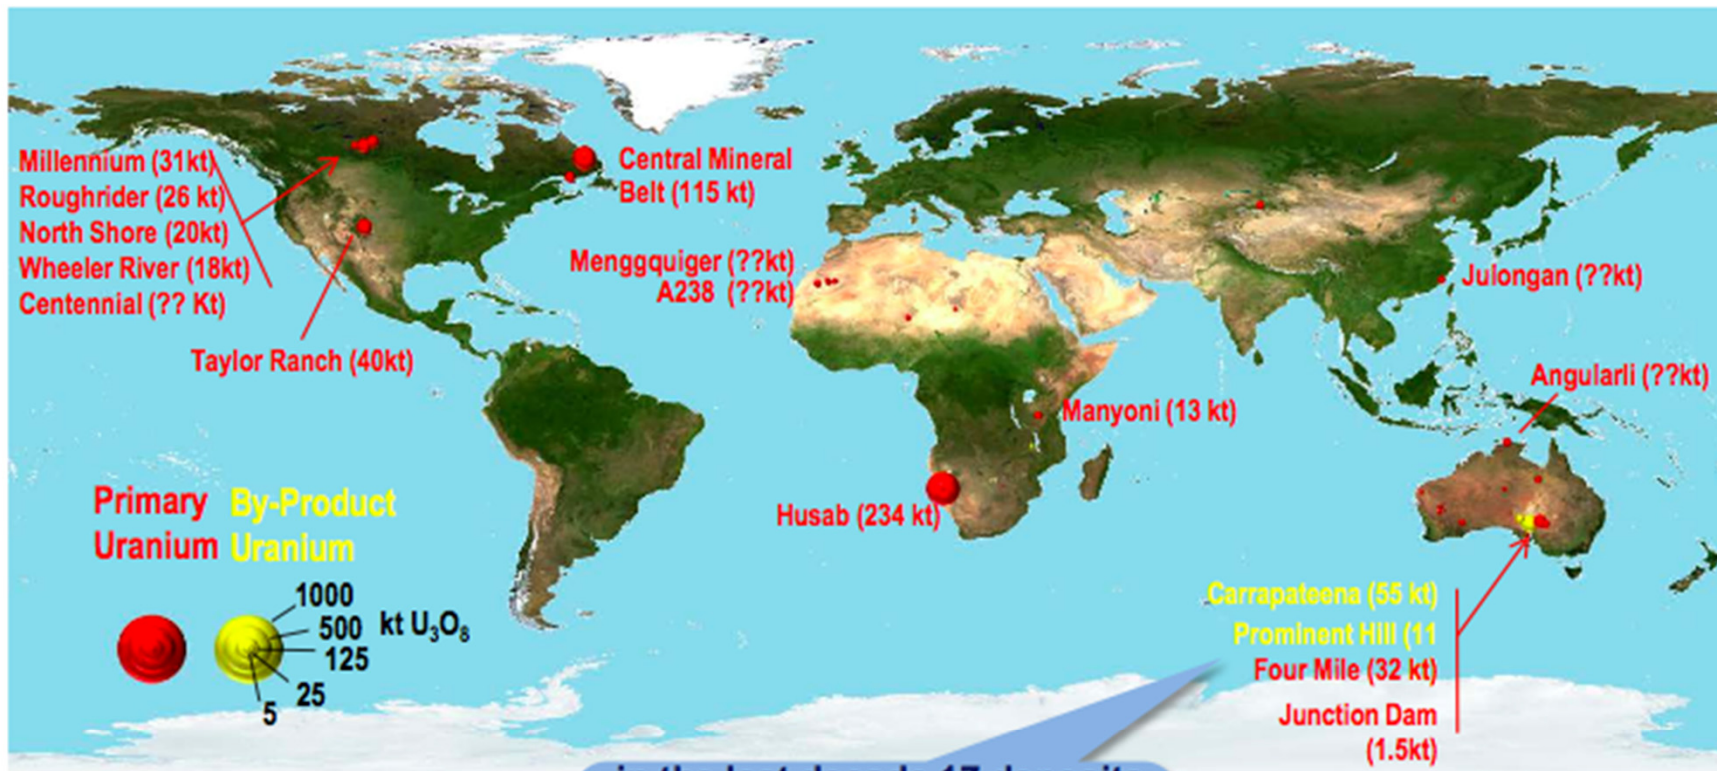 Millennium (31kt)
Roughrider (26 kt)
North Shore (20kt)
Wheeler River (18kt)
Centennial (?? Kt)
Taylor Ranch (40kt)
Central Mineral
Belt (115 kt)
Menggquiger (??kt)
A238 (??kt)
Julongan (??kt)
Angularli (??kt)
Manyoni (13 kt)
Husab (234 kt)
Primary
Uranium
By-Product
Uranium
1000
500
125
25
5
kt U₃O₈
Carrapateena (55 kt)
Prominent Hill (11
Four Mile (32 kt)
Junction Dam
(1.5kt)